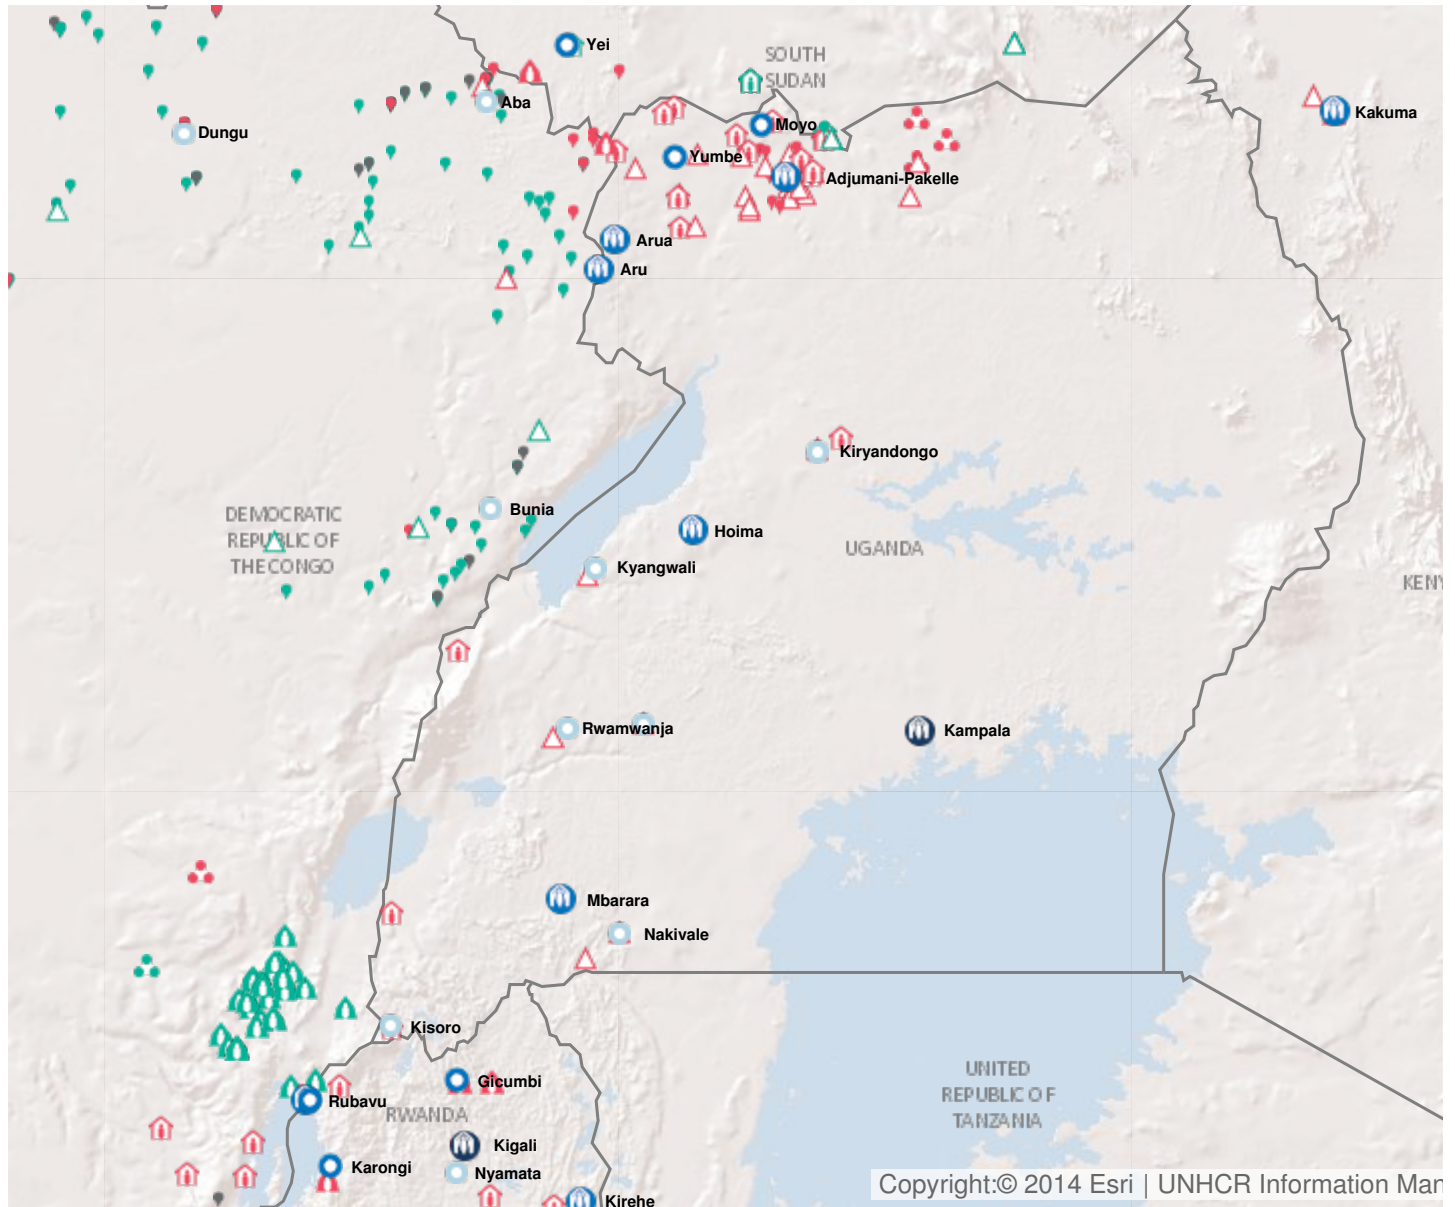 Yei
SOUTH
SUDAN
Aba
Dungu
Moyo
Kakuma
Yumbe
Adjumani-Pakelle
Arua
Aru
Kiryandongo
Bunia
DEMOCRATIC
REPUBLIC OF
THE CONGO
Hoima
UGANDA
Kyangwali
KENY
Rwamwanja
Kampala
Mbarara
Nakivale
Kisoro
Gicumbi
Rubavu
RWANDA
UNITED
REPUBLIC OF
TANZANIA
Kigali
Karongi
Nyamata
Kirehe
Copyright:© 2014 Esri | UNHCR Information Man